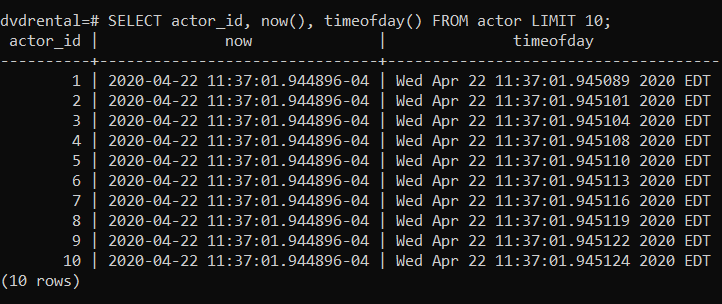 dvdrental=# SELECT actor_id, now(), timeofday() FROM actor LIMIT 10;
 actor_id |              now              |              timeofday
----------+-------------------------------+-------------------------------------
        1 | 2020-04-22 11:37:01.944896-04 | Wed Apr 22 11:37:01.945089 2020 EDT
        2 | 2020-04-22 11:37:01.944896-04 | Wed Apr 22 11:37:01.945101 2020 EDT
        3 | 2020-04-22 11:37:01.944896-04 | Wed Apr 22 11:37:01.945104 2020 EDT
        4 | 2020-04-22 11:37:01.944896-04 | Wed Apr 22 11:37:01.945108 2020 EDT
        5 | 2020-04-22 11:37:01.944896-04 | Wed Apr 22 11:37:01.945110 2020 EDT
        6 | 2020-04-22 11:37:01.944896-04 | Wed Apr 22 11:37:01.945113 2020 EDT
        7 | 2020-04-22 11:37:01.944896-04 | Wed Apr 22 11:37:01.945116 2020 EDT
        8 | 2020-04-22 11:37:01.944896-04 | Wed Apr 22 11:37:01.945119 2020 EDT
        9 | 2020-04-22 11:37:01.944896-04 | Wed Apr 22 11:37:01.945122 2020 EDT
       10 | 2020-04-22 11:37:01.944896-04 | Wed Apr 22 11:37:01.945124 2020 EDT
(10 rows)